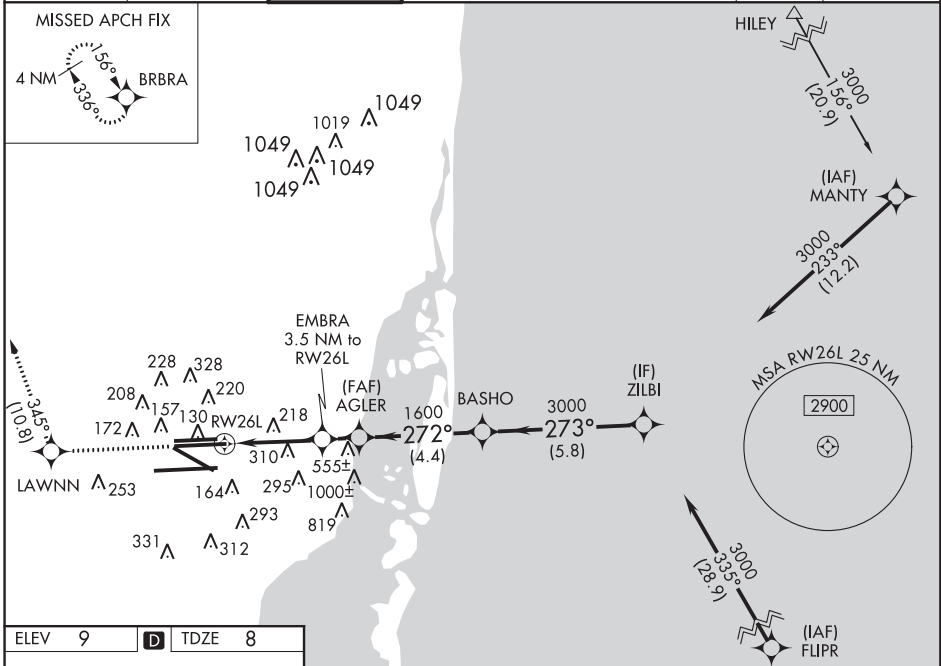 MISSED APCH FIX
4 NM
156°
336°
BRBRA
HILEY
3000
156°
(20.9)
1049
1019
1049
1049
1049
(IAF)
MANTY
3000
233°
(12.2)
EMBRA
3.5 NM to
RW26L
MSA RW26L 25 NM
2900
(IF)
ZILBI
BASHO
(FAF)
AGLER
1600
272°
(4.4)
3000
273°
(5.8)
228
328
208
220
157
172
130
RW26L
218
310
555±
345°
(10.8)
LAWNN
253
164
295
1000±
293
819
331
312
3000
335°
(28.9)
(IAF)
FLIPR
ELEV 9 D TDZE 8